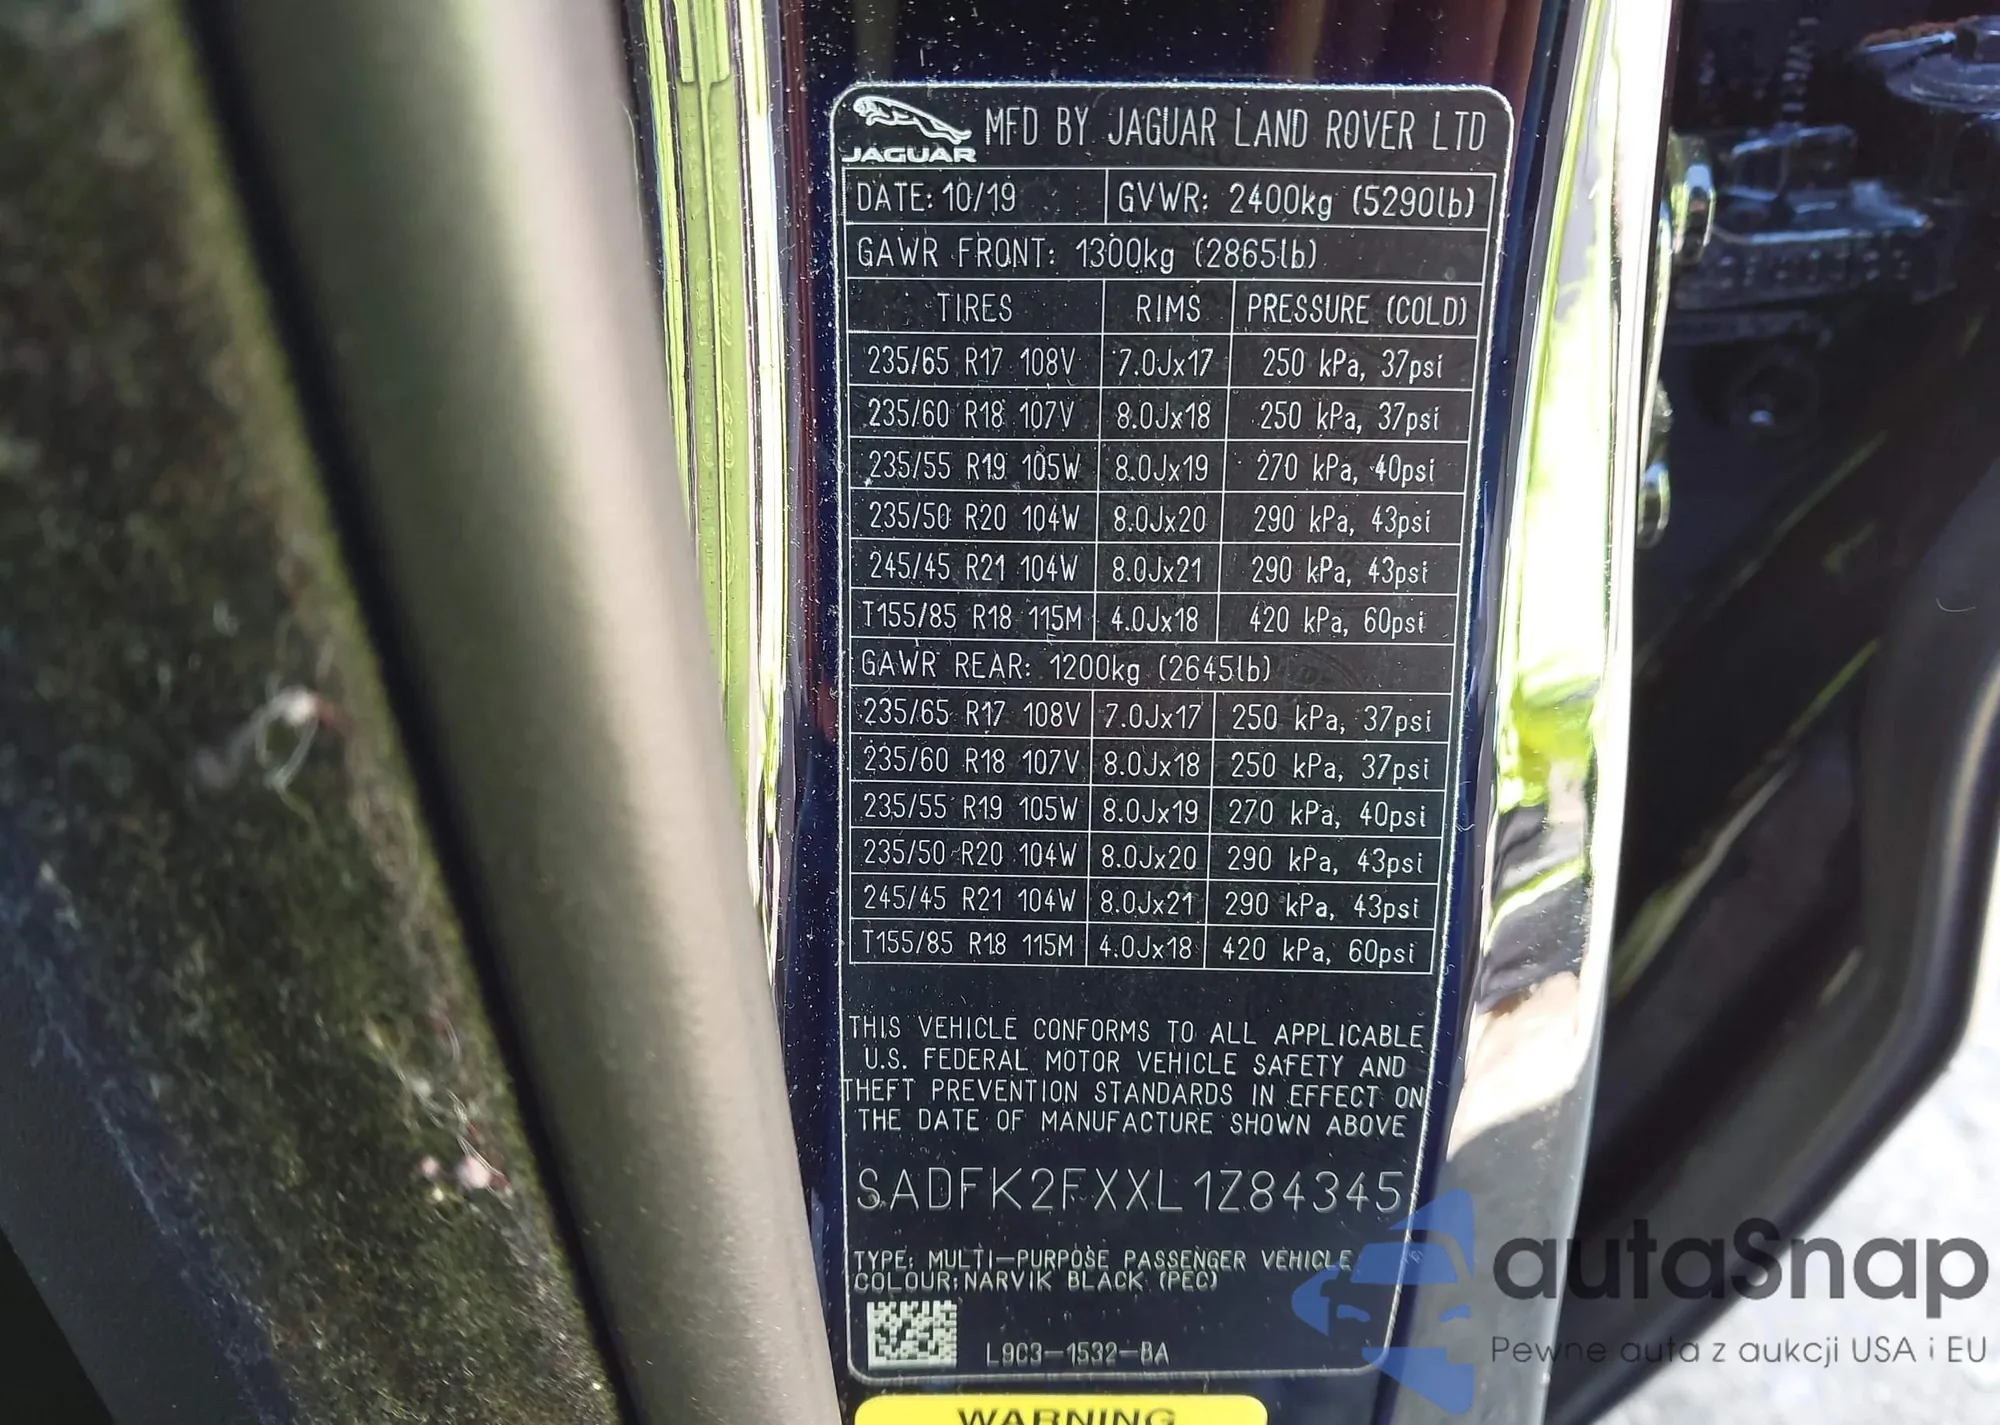 JAGUAR MFD BY JAGUAR LAND ROVER LTD
DATE: 10/19 GVWR: 2400kg (5290lb)
GAWR FRONT: 1300kg (2865lb)
TIRES RIMS PRESSURE (COLD)
235/65 R17 108V 7.0Jx17 250 kPa, 37psi
235/60 R18 107V 8.0Jx18 250 kPa, 37psi
235/55 R19 105W 8.0Jx19 270 kPa, 40psi
235/50 R20 104W 8.0Jx20 290 kPa, 43psi
245/45 R21 104W 8.0Jx21 290 kPa, 43psi
T155/85 R18 115M 4.0Jx18 420 kPa, 60psi
GAWR REAR: 1200kg (2645lb)
235/65 R17 108V 7.0Jx17 250 kPa, 37psi
235/60 R18 107V 8.0Jx18 250 kPa, 37psi
235/55 R19 105W 8.0Jx19 270 kPa, 40psi
235/50 R20 104W 8.0Jx20 290 kPa, 43psi
245/45 R21 104W 8.0Jx21 290 kPa, 43psi
T155/85 R18 115M 4.0Jx18 420 kPa, 60psi
THIS VEHICLE CONFORMS TO ALL APPLICABLE
U.S. FEDERAL MOTOR VEHICLE SAFETY AND
THEFT PREVENTION STANDARDS IN EFFECT ON
THE DATE OF MANUFACTURE SHOWN ABOVE
SADFK2FXXL1Z84345
TYPE: MULTI-PURPOSE PASSENGER VEHICLE
COLOUR:NARVIK BLACK (PEC)
L9C3-1532-BA
WARNING
autaSnap
Pewne auta z aukcji USA i EU